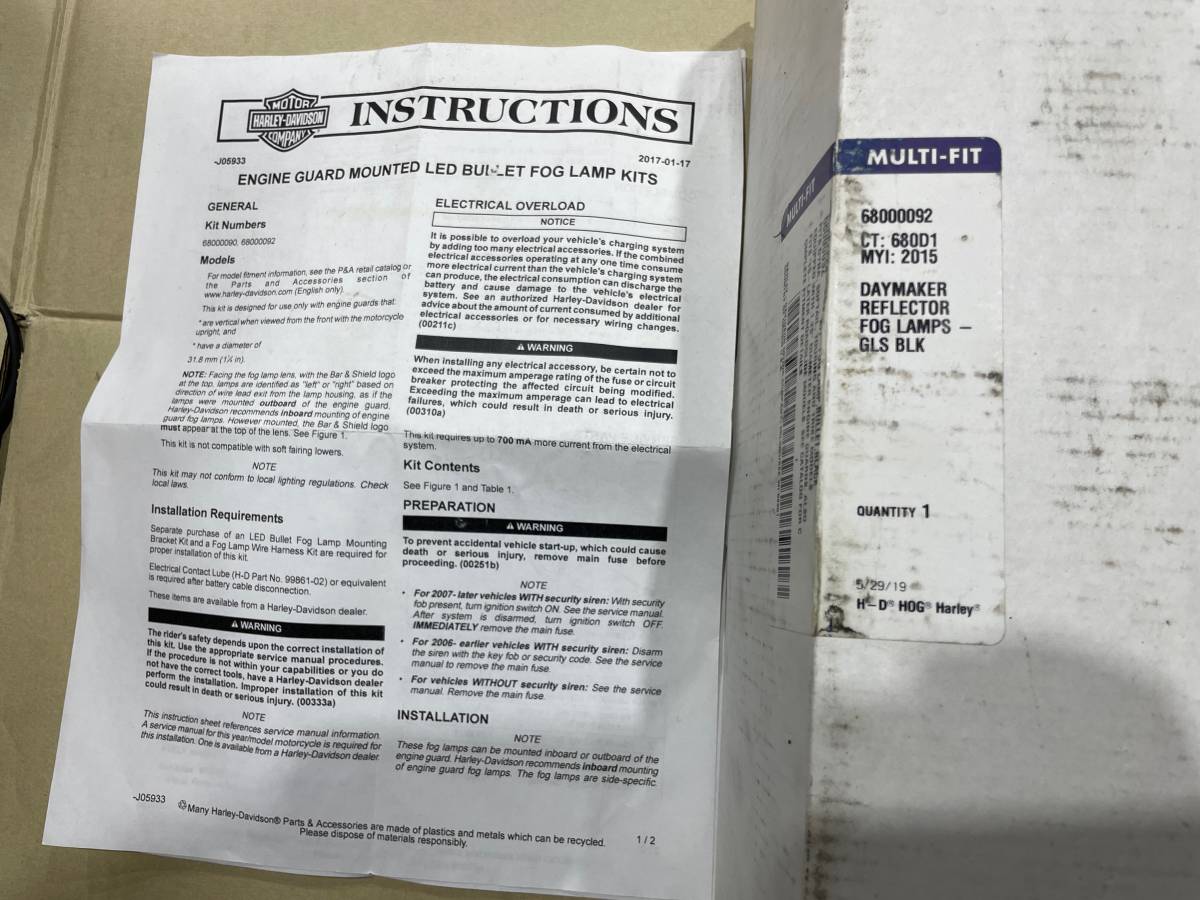 MOTOR
HARLEY-DAVIDSON
COMPANY
INSTRUCTIONS
-J05933
2017-01-17
ENGINE GUARD MOUNTED LED BULLET FOG LAMP KITS
GENERAL
Kit Numbers
68000090, 68000092
Models
For model fitment information, see the P&A retail catalog or
the Parts and Accessories section of
www.harley-davidson.com (English only).
This kit is designed for use only with engine guards that:
* are vertical when viewed from the front with the motorcycle
upright, and
* have a diameter of
31.8 mm (1¼ in).
NOTE: Facing the fog lamp lens, with the Bar & Shield logo
at the top, lamps are identified as "left" or "right" based on
direction of wire lead exit from the lamp housing, as if the
lamps were mounted outboard of the engine guard.
Harley-Davidson recommends inboard mounting of engine
guard fog lamps. However mounted, the Bar & Shield logo
must appear at the top of the lens. See Figure 1.
This kit is not compatible with soft fairing lowers.
NOTE
This kit may not conform to local lighting regulations. Check
local laws.
Installation Requirements
Separate purchase of an LED Bullet Fog Lamp Mounting
Bracket Kit and a Fog Lamp Wire Harness Kit are required for
proper installation of this kit.
Electrical Contact Lube (H-D Part No. 99861-02) or equivalent
is required after battery cable disconnection.
These items are available from a Harley-Davidson dealer.
⚠ WARNING
The rider's safety depends upon the correct installation of
this kit. Use the appropriate service manual procedures.
If the procedure is not within your capabilities or you do
not have the correct tools, have a Harley-Davidson dealer
perform the installation. Improper installation of this kit
could result in death or serious injury. (00333a)
NOTE
This instruction sheet references service manual information.
A service manual for this year/model motorcycle is required for
this installation. One is available from a Harley-Davidson dealer.
ELECTRICAL OVERLOAD
NOTICE
It is possible to overload your vehicle's charging system
by adding too many electrical accessories. If the combined
electrical accessories operating at any one time consume
more electrical current than the vehicle's charging system
can produce, the electrical consumption can discharge the
battery and cause damage to the vehicle's electrical
system. See an authorized Harley-Davidson dealer for
advice about the amount of current consumed by additional
electrical accessories or for necessary wiring changes.
(00211c)
⚠ WARNING
When installing any electrical accessory, be certain not to
exceed the maximum amperage rating of the fuse or circuit
breaker protecting the affected circuit being modified.
Exceeding the maximum amperage can lead to electrical
failures, which could result in death or serious injury.
(00310a)
This kit requires up to 700 mA more current from the electrical
system.
Kit Contents
See Figure 1 and Table 1.
PREPARATION
⚠ WARNING
To prevent accidental vehicle start-up, which could cause
death or serious injury, remove main fuse before
proceeding. (00251b)
NOTE
• For 2007- later vehicles WITH security siren: With security
fob present, turn ignition switch ON. See the service manual.
After system is disarmed, turn ignition switch OFF.
IMMEDIATELY remove the main fuse.
• For 2006- earlier vehicles WITH security siren: Disarm
the siren with the key fob or security code. See the service
manual to remove the main fuse.
• For vehicles WITHOUT security siren: See the service
manual. Remove the main fuse.
INSTALLATION
NOTE
These fog lamps can be mounted inboard or outboard of the
engine guard. Harley-Davidson recommends inboard mounting
of engine guard fog lamps. The fog lamps are side-specific.
-J05933
Many Harley-Davidson® Parts & Accessories are made of plastics and metals which can be recycled.
Please dispose of materials responsibly.
1 / 2
MULTI-FIT
MULTI-FIT
68000092
CT: 680D1
MYI: 2015
DAYMAKER
REFLECTOR
FOG LAMPS –
GLS BLK
QUANTITY 1
5/29/19
H-D® HOG® Harley®